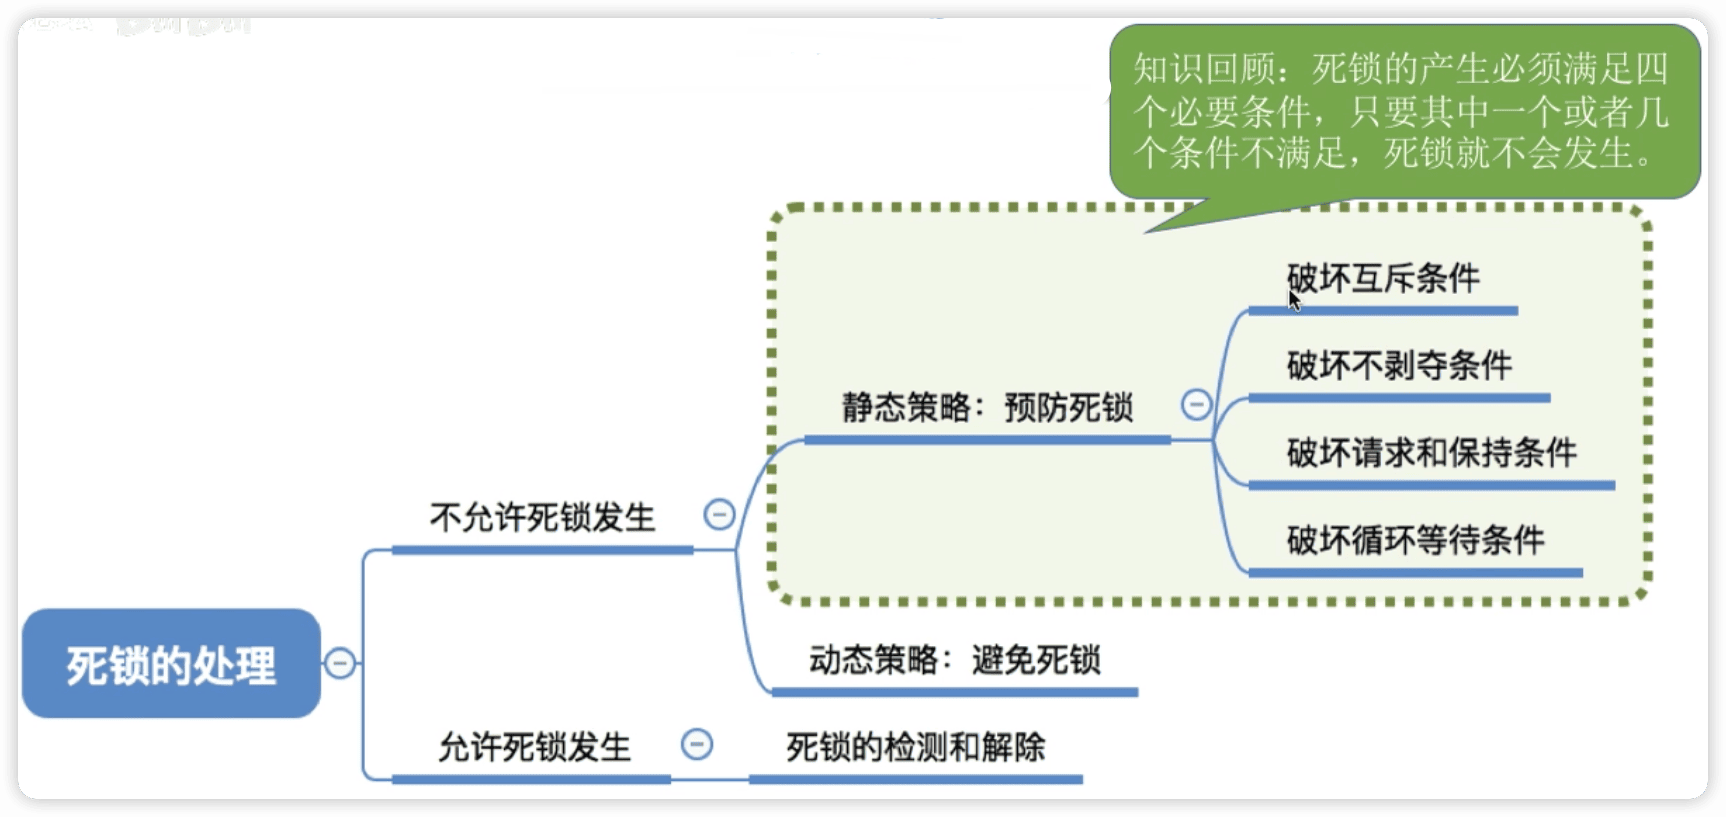 知识回顾：死锁的产生必须满足四
个必要条件，只要其中一个或者几
个条件不满足，死锁就不会发生。
破坏互斥条件
破坏不剥夺条件
静态策略：预防死锁
破坏请求和保持条件
不允许死锁发生
破坏循环等待条件
死锁的处理
动态策略：避免死锁
允许死锁发生
死锁的检测和解除